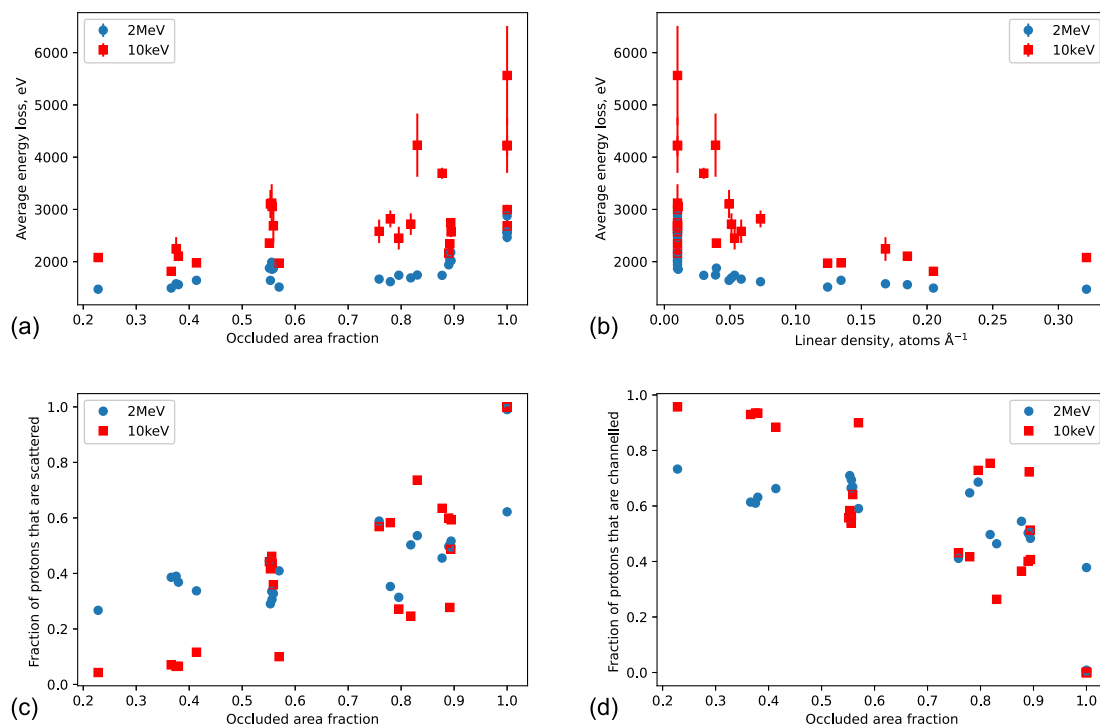 2MeV
10keV
6000
5000
4000
3000
2000
Average energy loss, eV
0.2 0.3 0.4 0.5 0.6 0.7 0.8 0.9 1.0
Occluded area fraction
(a)
2MeV
10keV
6000
5000
4000
3000
2000
Average energy loss, eV
0.00 0.05 0.10 0.15 0.20 0.25 0.30
Linear density, atoms Å⁻¹
(b)
2MeV
10keV
1.0
0.8
0.6
0.4
0.2
0.0
Fraction of protons that are scattered
0.2 0.3 0.4 0.5 0.6 0.7 0.8 0.9 1.0
Occluded area fraction
(c)
2MeV
10keV
1.0
0.8
0.6
0.4
0.2
0.0
Fraction of protons that are channelled
0.2 0.3 0.4 0.5 0.6 0.7 0.8 0.9 1.0
Occluded area fraction
(d)